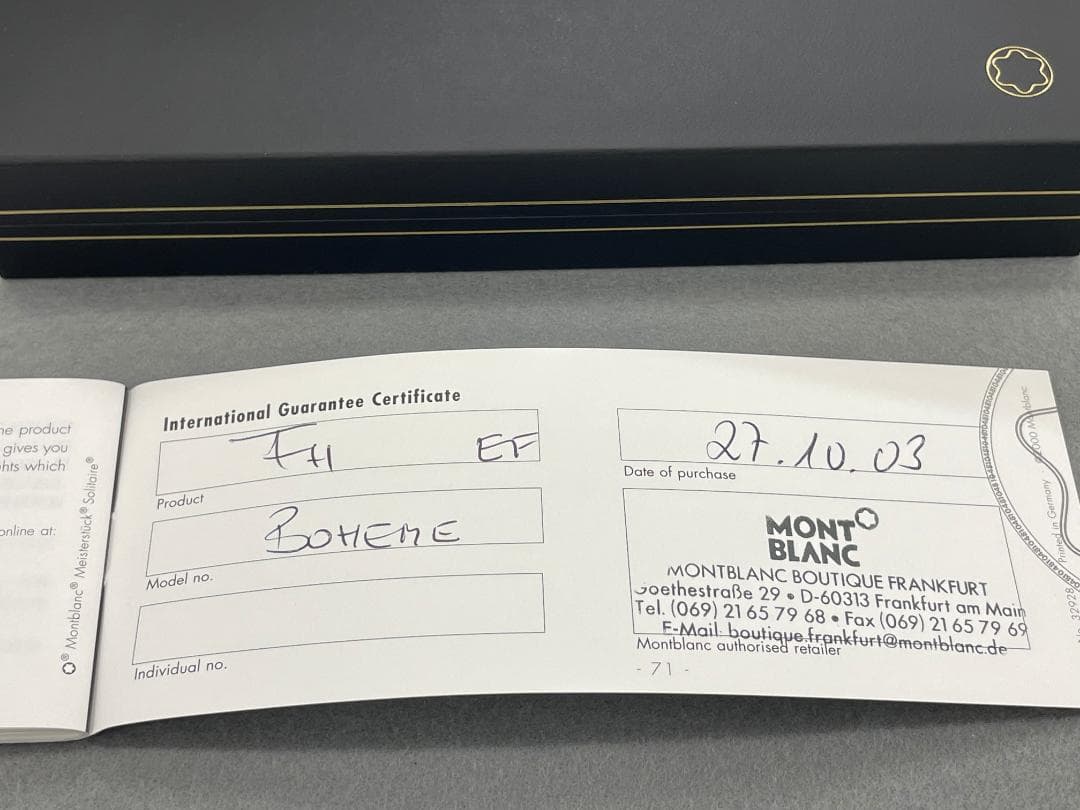 he product
gives you
hts which
online at:
® Montblanc® Meisterstück® Solitaire®
International Guarantee Certificate
FH EF
Product
BOHEME
Model no.
Individual no.
27.10.03
Date of purchase
MONT
BLANC
MONTBLANC BOUTIQUE FRANKFURT
Goethestraße 29 • D-60313 Frankfurt am Main
Tel. (069) 21 65 79 68 • Fax (069) 21 65 79 69
E-Mail: boutique.frankfurt@montblanc.de
Montblanc authorised retailer
- 71 -
Printed in Germany ©2000 Montblanc